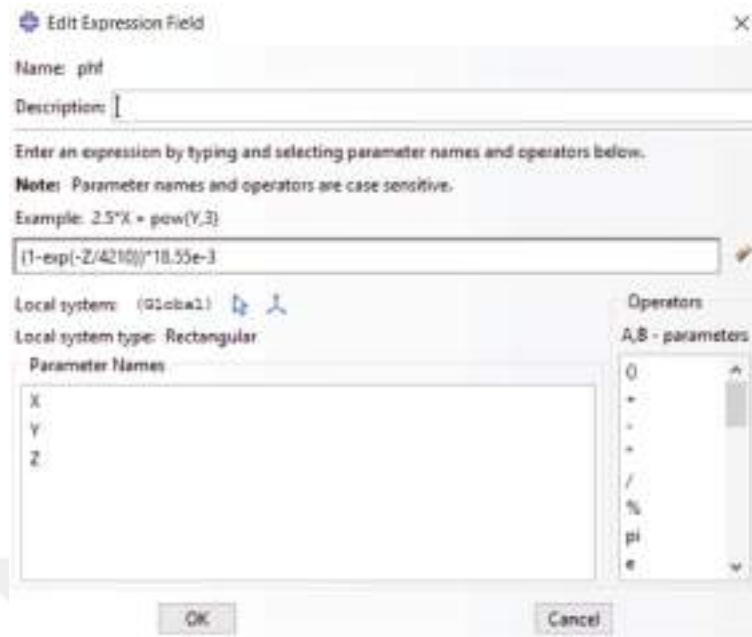 Edit Expression Field
Name: phf
Description:
Enter an expression by typing and selecting parameter names and operators below.
Note: Parameter names and operators are case sensitive.
Example: 2.5*X + pow(Y,3)
(1-exp(-Z/4210))*18.55e-3
Local system: (Global)
Local system type: Rectangular
Parameter Names
X
Y
Z
Operators
A,B - parameters
()
+
-
*
/
%
pi
e
OK
Cancel